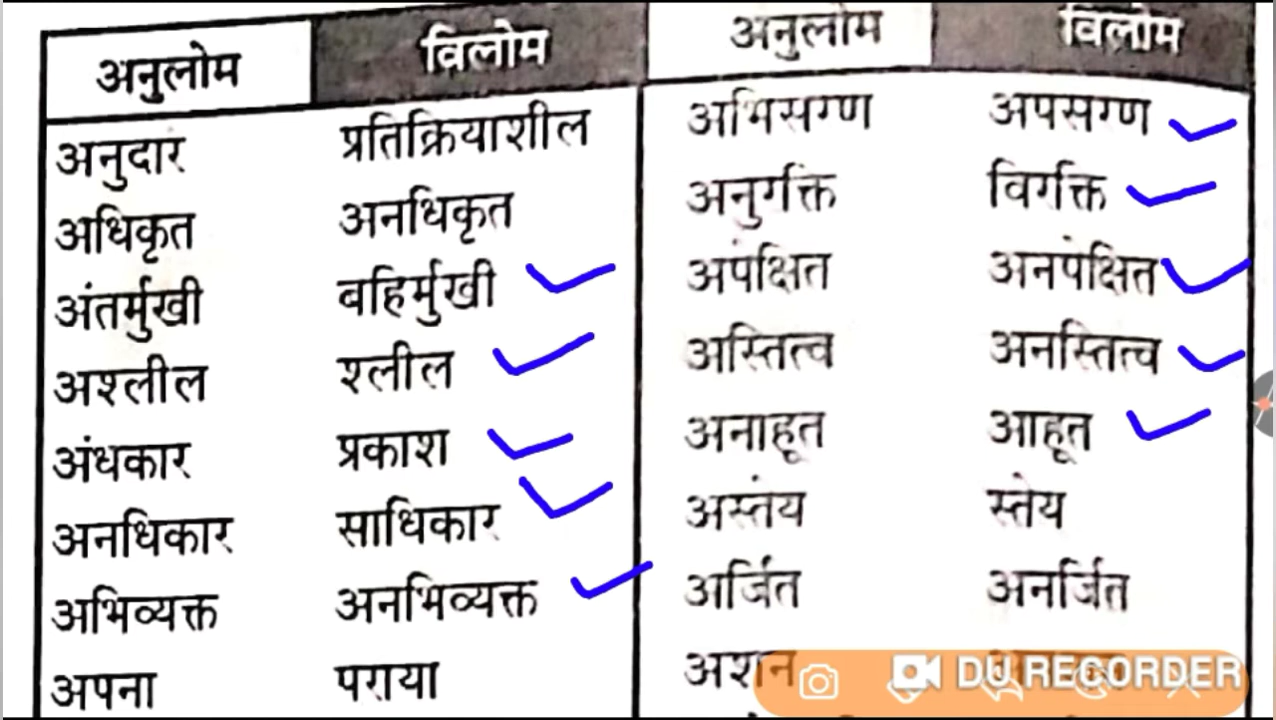 अनुलोम विलोम अनुलोम विलोम
अनुदार प्रतिक्रियाशील अभिसरण अपसरण
अधिकृत अनधिकृत अनुरक्ति विरक्ति
अंतर्मुखी बहिर्मुखी अपेक्षित अनपेक्षित
अश्लील श्लील अस्तित्व अनस्तित्व
अंधकार प्रकाश अनाहूत आहूत
अनधिकार साधिकार अस्तेय स्तेय
अभिव्यक्त अनभिव्यक्त अर्जित अनर्जित
अपना पराया अशन
DU RECORDER